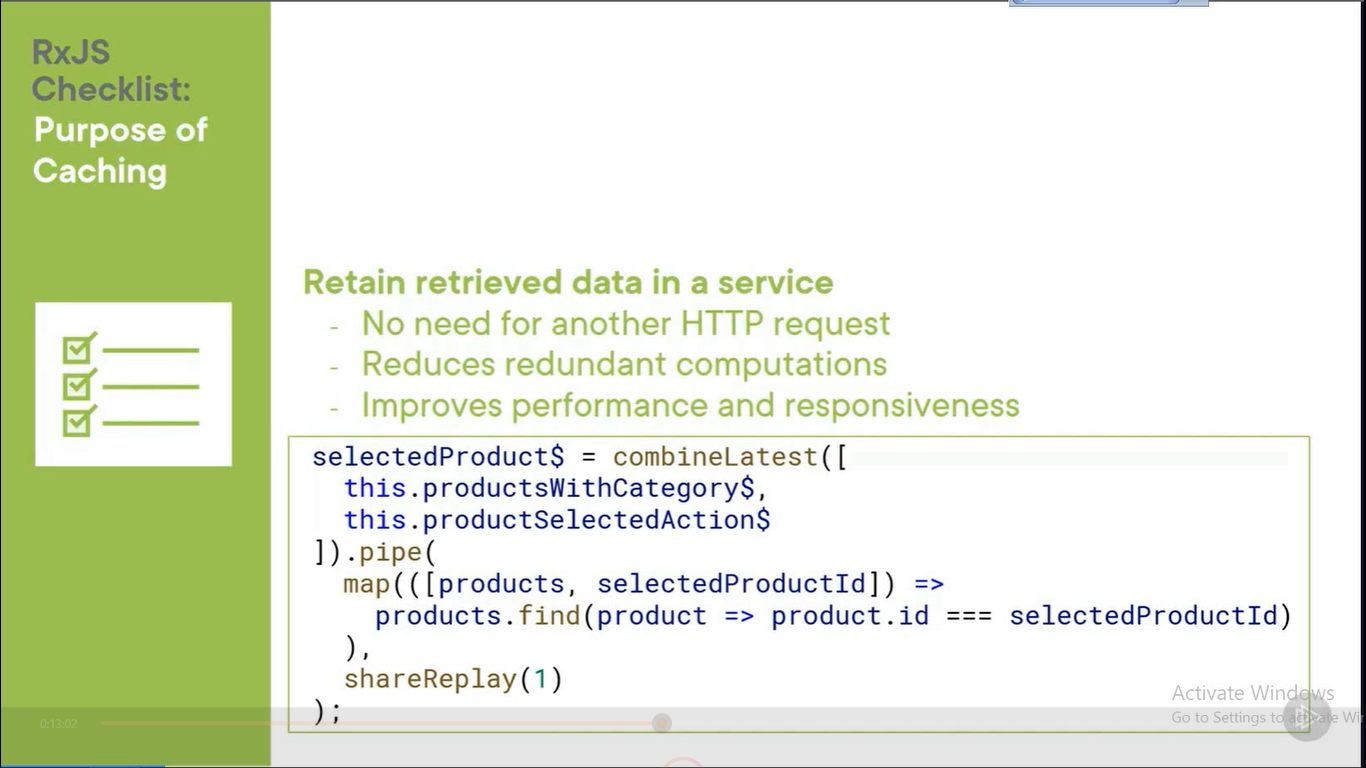 RxJS
Checklist:
Purpose of
Caching
Retain retrieved data in a service
- No need for another HTTP request
- Reduces redundant computations
- Improves performance and responsiveness
selectedProduct$ = combineLatest([
  this.productsWithCategory$,
  this.productSelectedAction$
]).pipe(
  map(([products, selectedProductId]) =>
    products.find(product => product.id === selectedProductId)
  ),
  shareReplay(1)
);
Activate Windows
Go to Settings to activate Wi
0:13:02